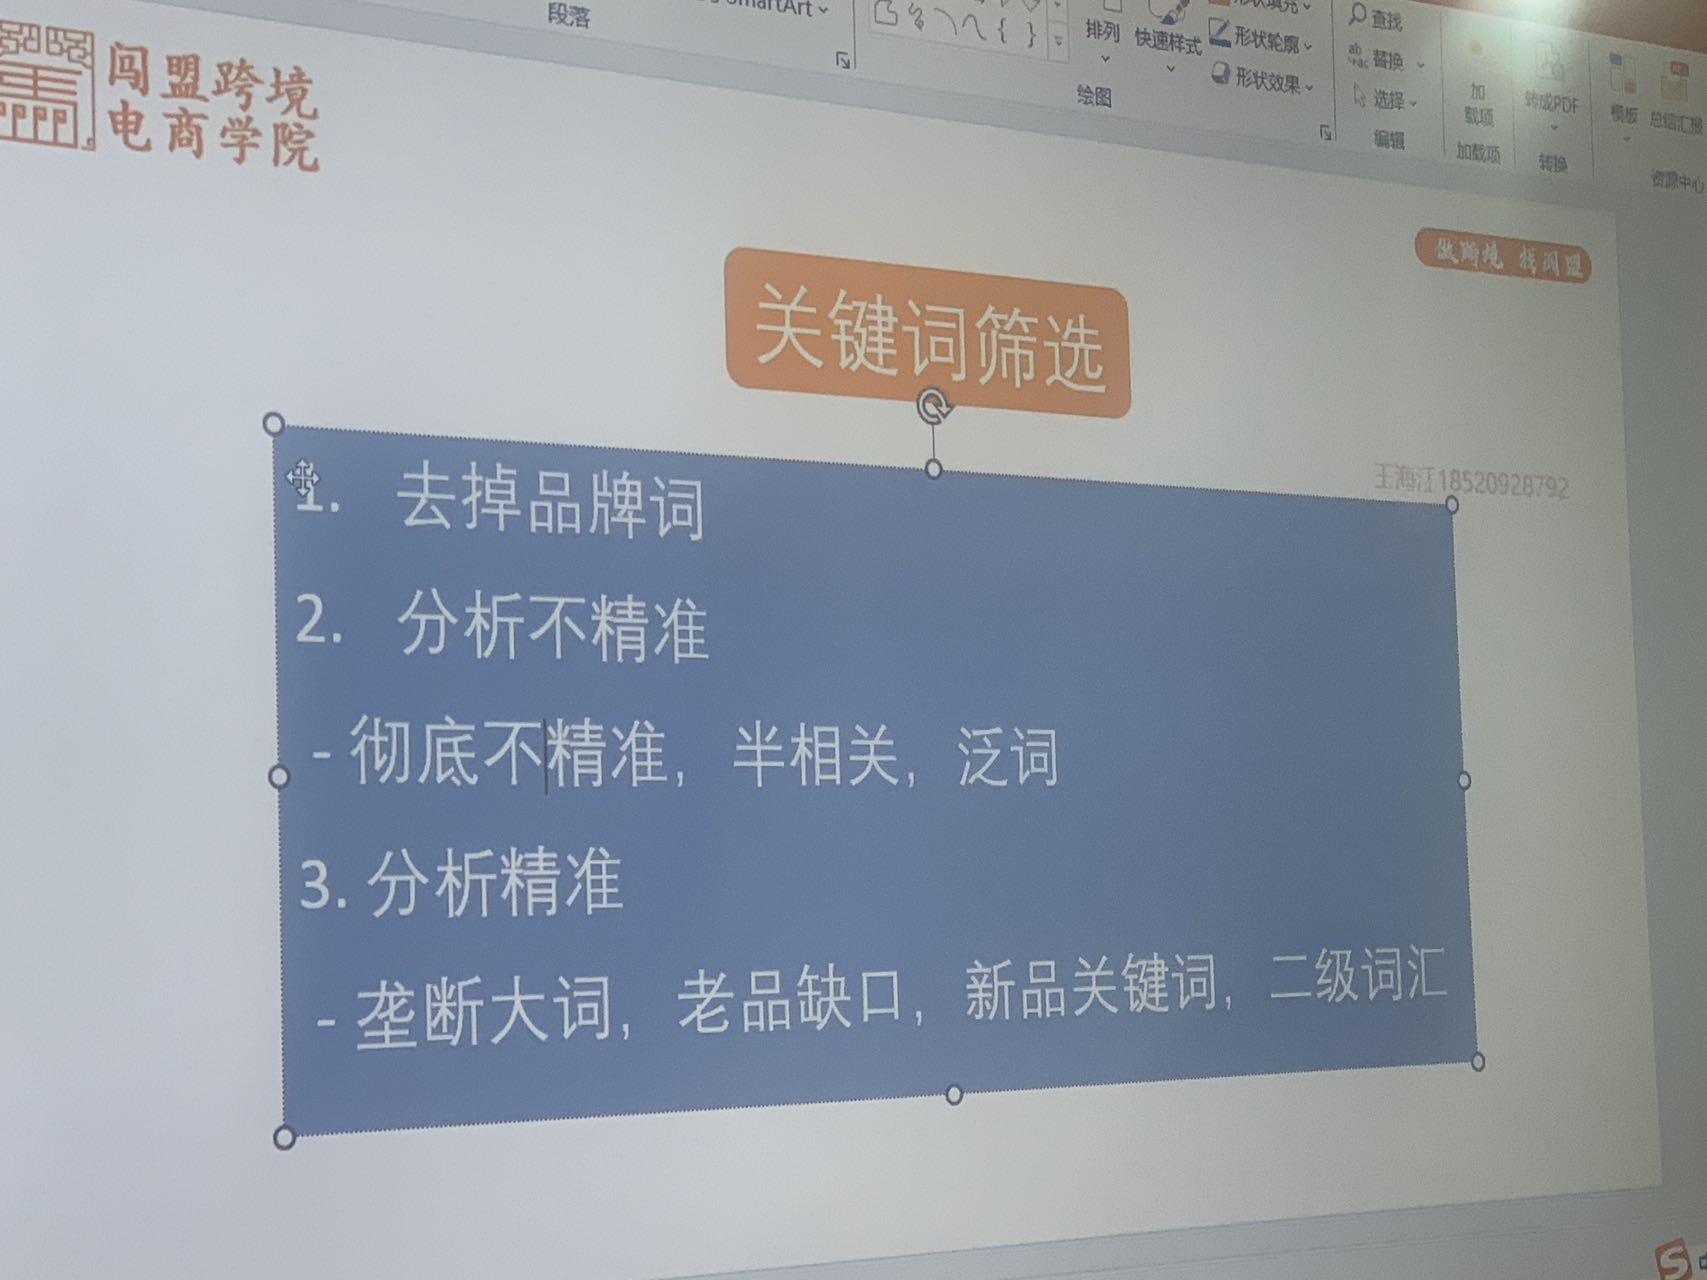 SmartArt
段落
排列
快速样式
形状填充
形状轮廓
形状效果
绘图
查找
替换
选择
编辑
加
载项
加载项
转成PDF
转换
模板
总结汇报
资源中心
闯盟跨境
电商学院
做跨境 找闯盟
关键词筛选
王海汪18520928792
1. 去掉品牌词
2. 分析不精准
- 彻底不精准，半相关，泛词
3. 分析精准
- 垄断大词，老品缺口，新品关键词，二级词汇